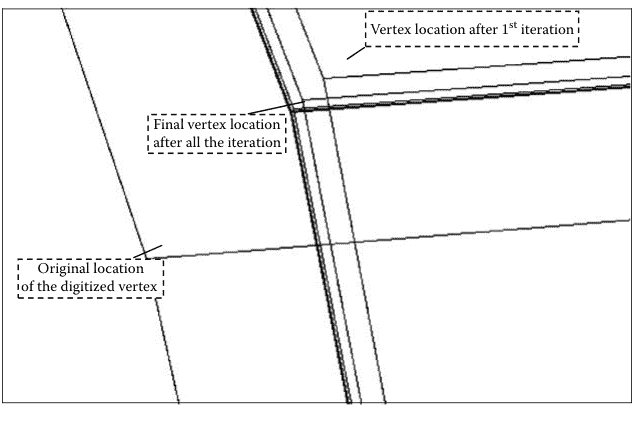 Vertex location after 1st iteration
Final vertex location
after all the iteration
Original location
of the digitized vertex